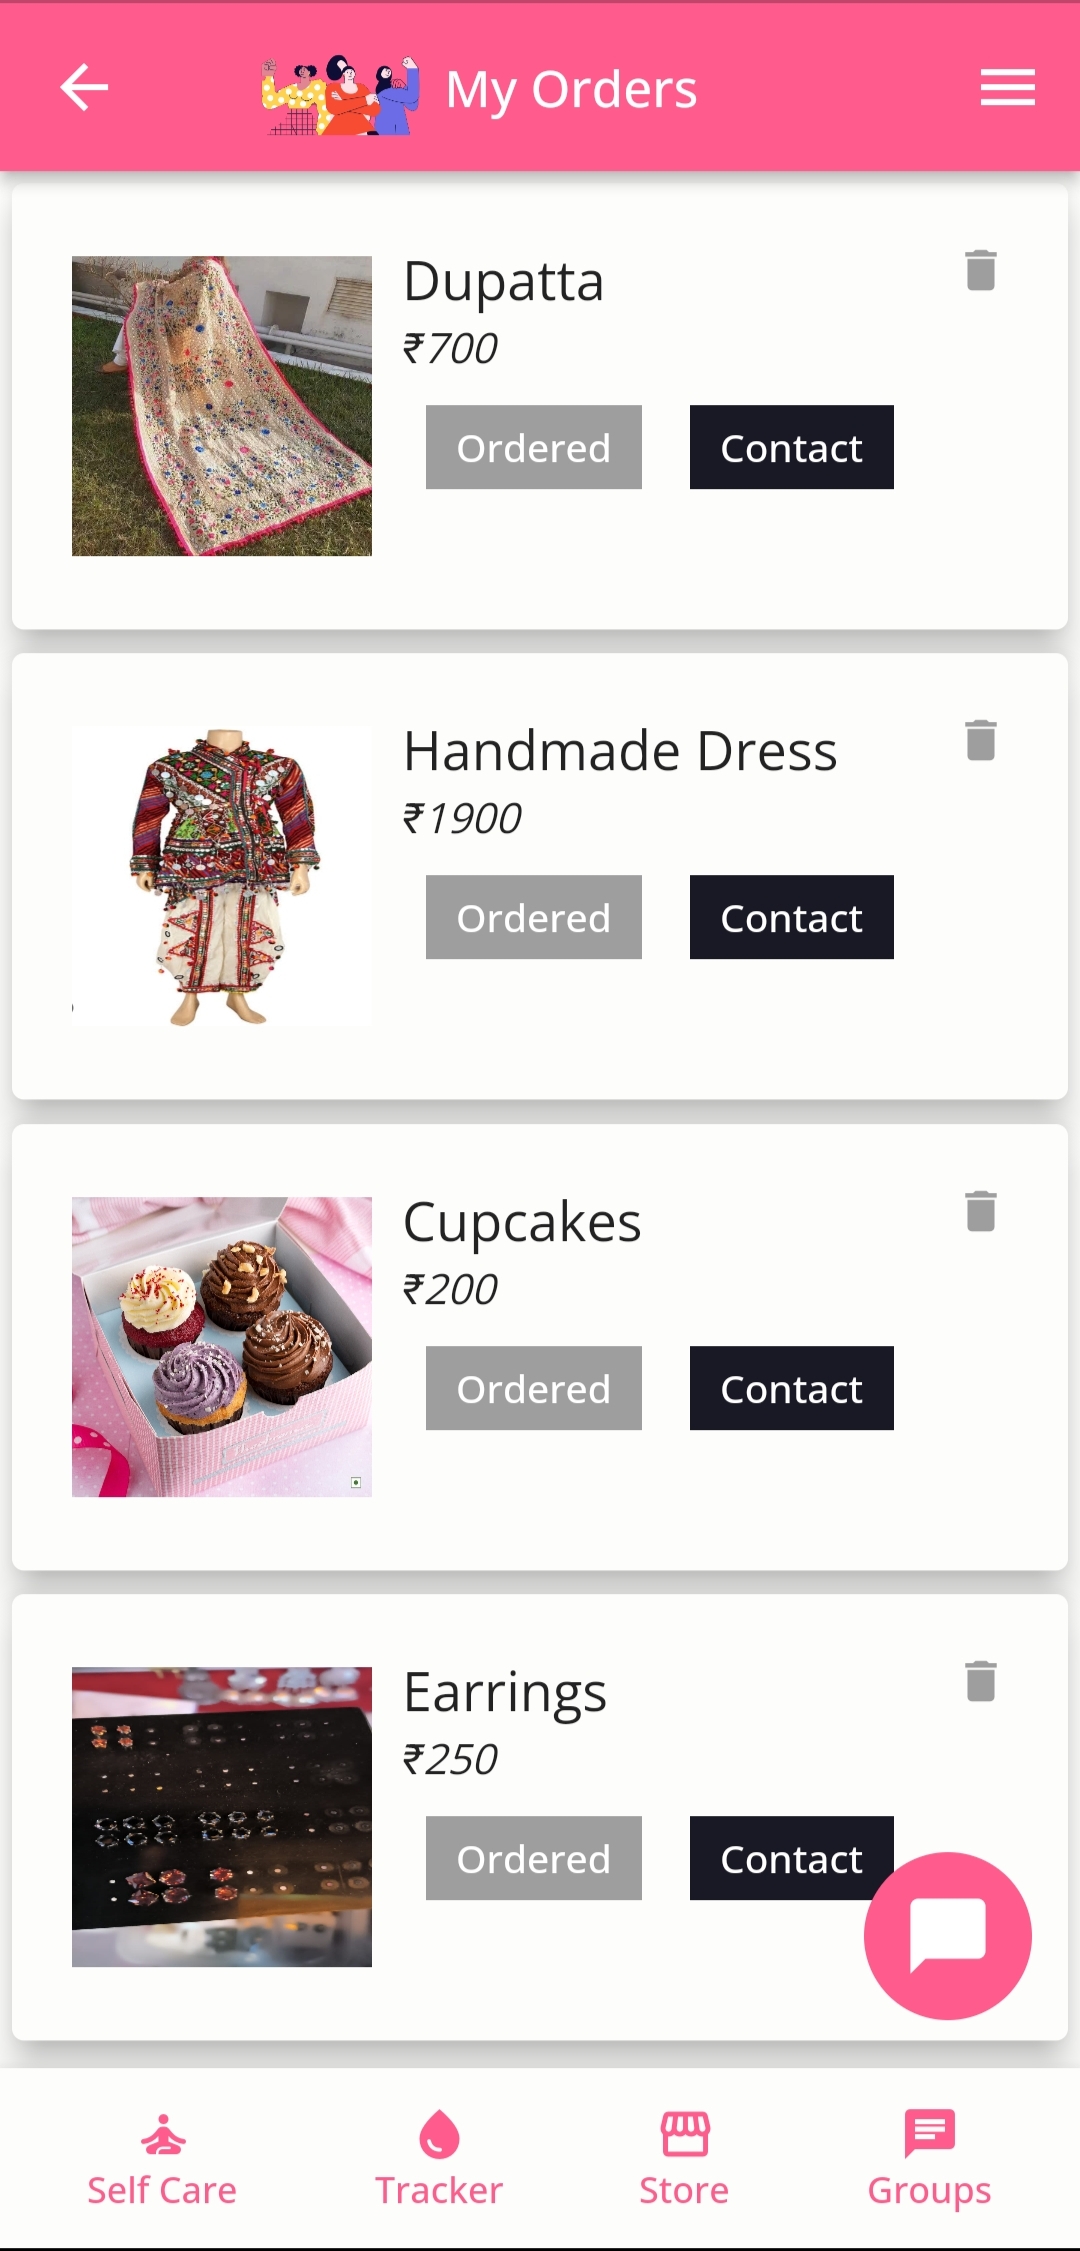 My Orders
Dupatta
₹700
Ordered
Contact
Handmade Dress
₹1900
Ordered
Contact
Cupcakes
₹200
Ordered
Contact
Earrings
₹250
Ordered
Contact
Self Care
Tracker
Store
Groups